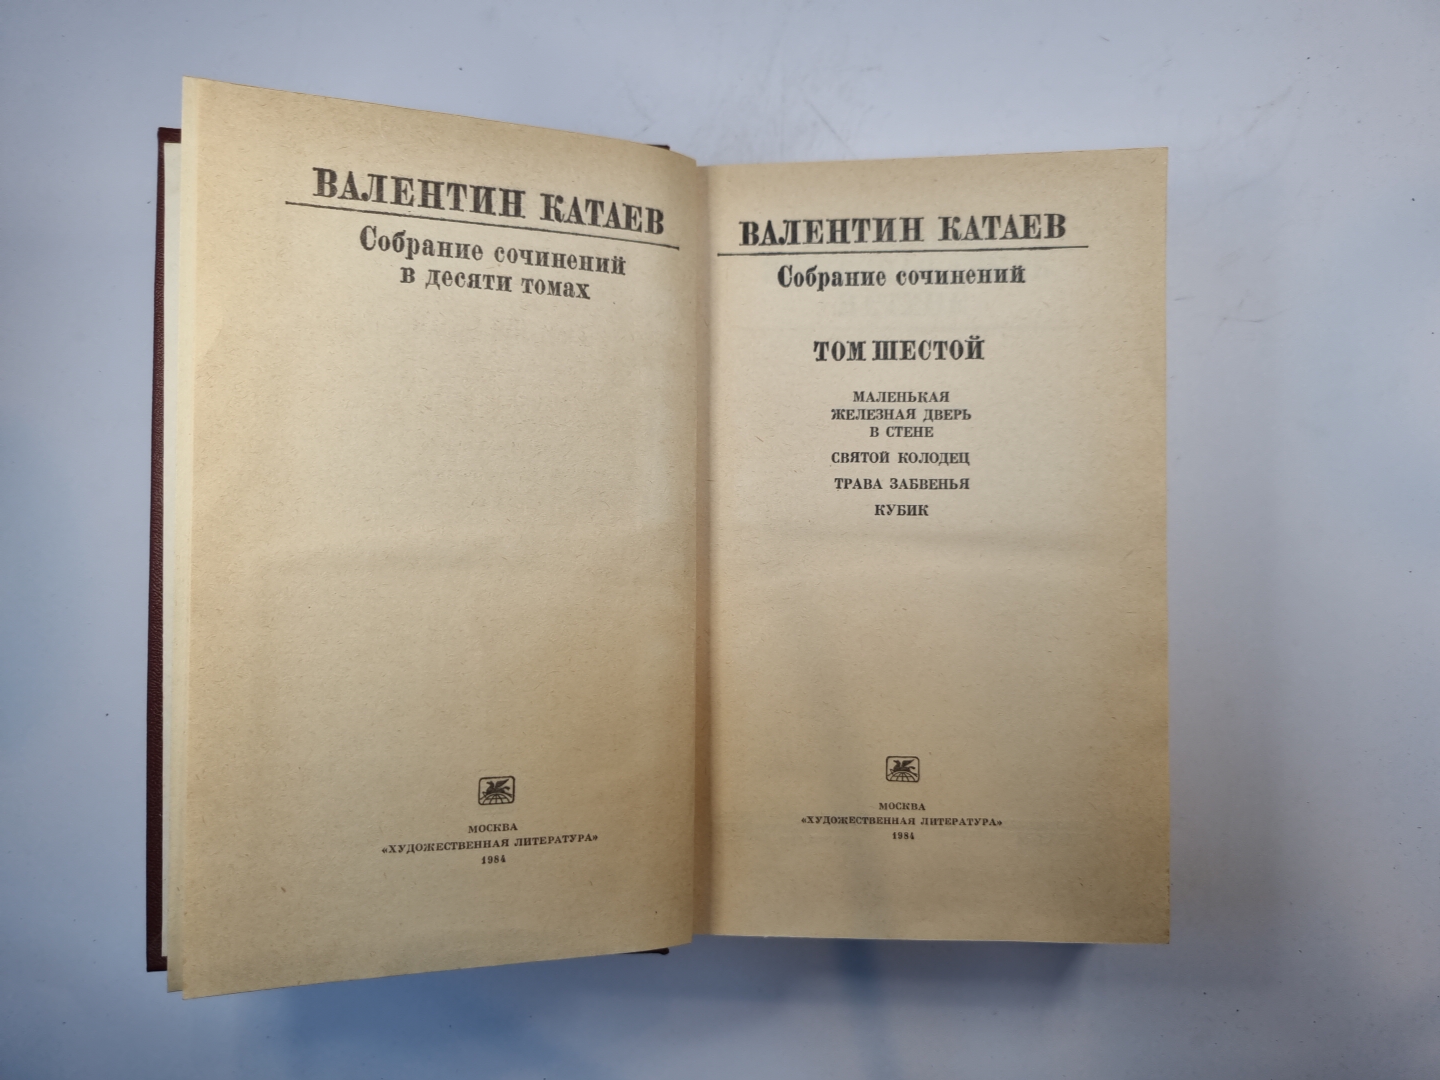 ВАЛЕНТИН КАТАЕВ
Собрание сочинений
в десяти томах
МОСКВА
«ХУДОЖЕСТВЕННАЯ ЛИТЕРАТУРА»
1984
ВАЛЕНТИН КАТАЕВ
Собрание сочинений
ТОМ ШЕСТОЙ
МАЛЕНЬКАЯ
ЖЕЛЕЗНАЯ ДВЕРЬ
В СТЕНЕ
СВЯТОЙ КОЛОДЕЦ
ТРАВА ЗАБВЕНЬЯ
КУБИК
МОСКВА
«ХУДОЖЕСТВЕННАЯ ЛИТЕРАТУРА»
1984